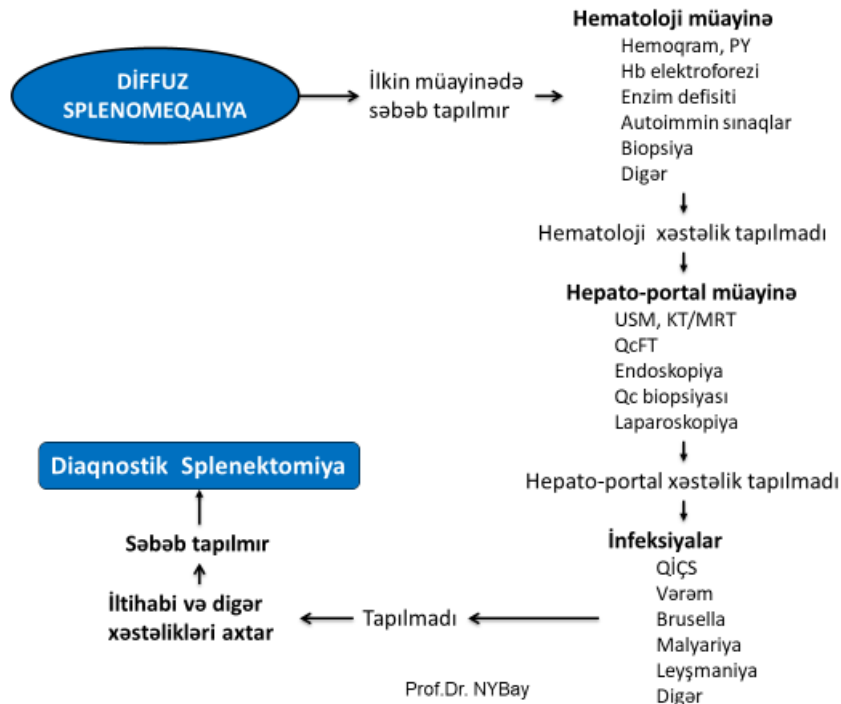 DİFFUZ
SPLENOMEQALIYA
İlkin müayinədə
səbəb tapılmır
Hematoloji müayinə
Hemoqram, PY
Hb elektroforezi
Enzim defisiti
Autoimmin sınaqlar
Biopsiya
Digər
Hematoloji xəstəlik tapılmadı
Hepato-portal müayinə
USM, KT/MRT
QcFT
Endoskopiya
Qc biopsiyası
Laparoskopiya
Hepato-portal xəstəlik tapılmadı
İnfeksiyalar
QİÇS
Vərəm
Brusella
Malyariya
Leyşmaniya
Digər
Tapılmadı
İltihabi və digər
xəstəlikləri axtar
Səbəb tapılmır
Diaqnostik Splenektomiya
Prof.Dr. NYBay